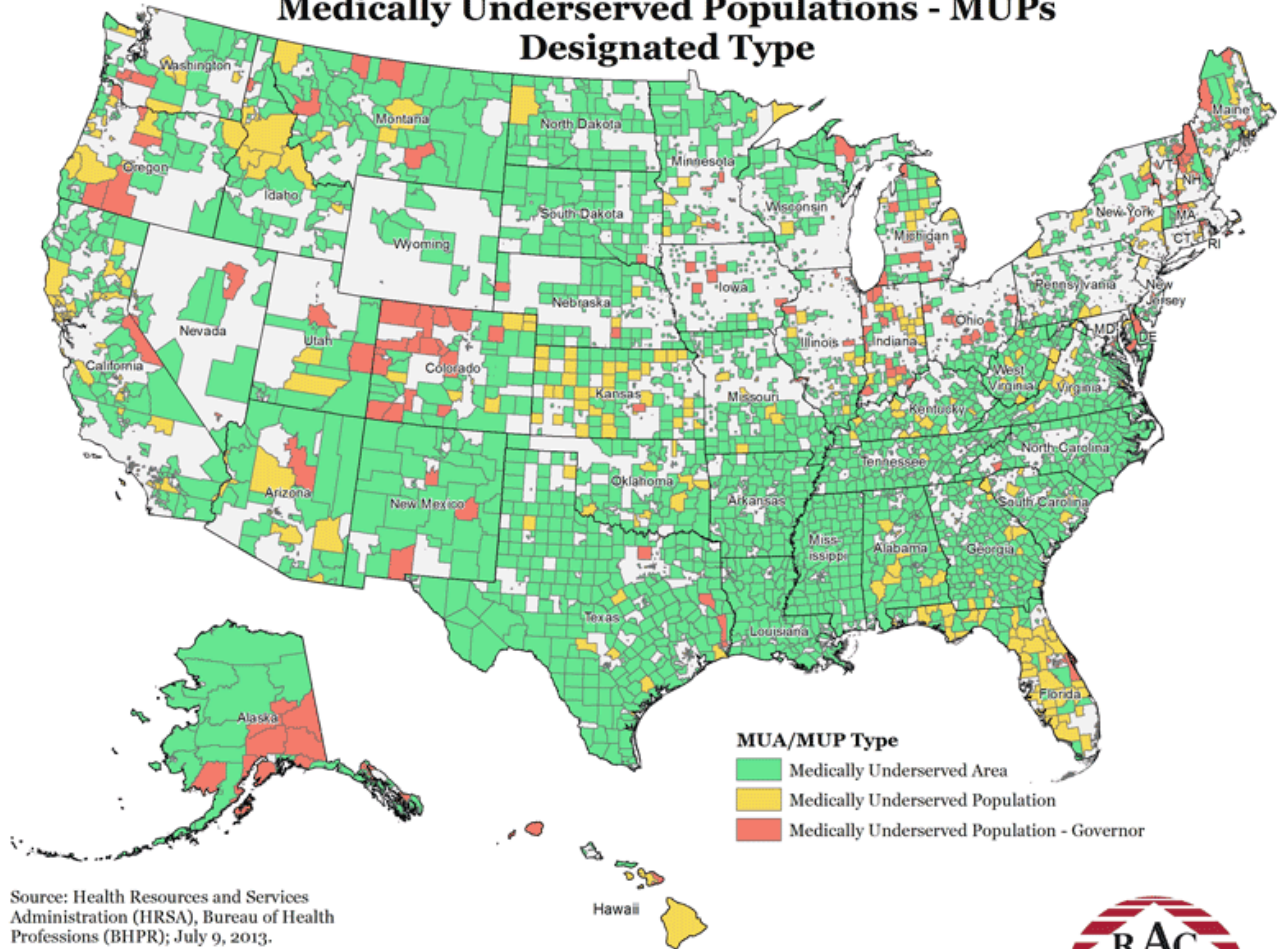 Medically Underserved Populations - MUPs
Designated Type
Washington
Montana
North Dakota
Minnesota
Maine
Oregon
Idaho
South Dakota
Wisconsin
VT
NH
New York
MA
Michigan
CT
RI
Wyoming
Iowa
Pennsylvania
New
Jersey
Nebraska
Nevada
Utah
Illinois
Indiana
Ohio
MD
DE
California
Colorado
Kansas
Missouri
West
Virginia
Virginia
Kentucky
Arizona
New Mexico
Oklahoma
Arkansas
Tennessee
North Carolina
South Carolina
Miss-
issippi
Alabama
Georgia
Texas
Louisiana
Florida
Alaska
Hawaii
MUA/MUP Type
Medically Underserved Area
Medically Underserved Population
Medically Underserved Population - Governor
Source: Health Resources and Services
Administration (HRSA), Bureau of Health
Professions (BHPR); July 9, 2013.
RAC